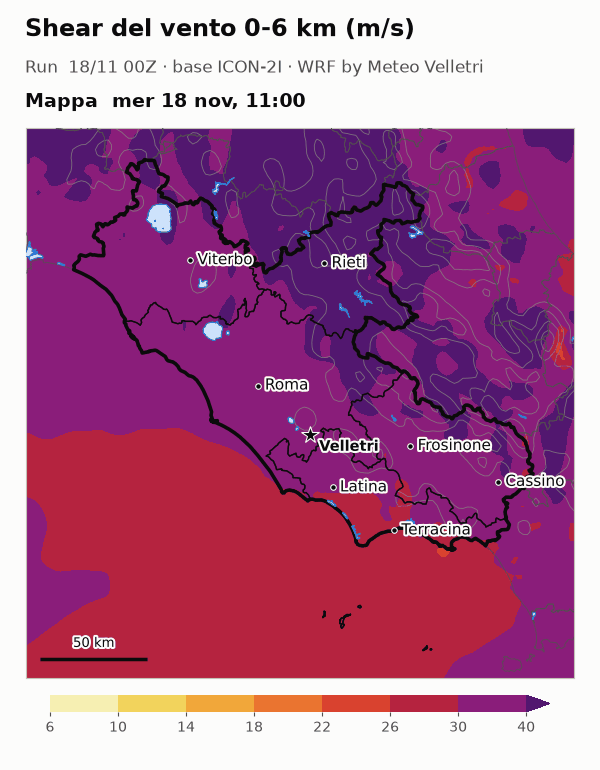 Shear del vento 0-6 km (m/s)
Run  18/11 00Z · base ICON-2I · WRF by Meteo Velletri
Mappa  mer 18 nov, 11:00
Viterbo
Rieti
Roma
Velletri
Frosinone
Latina
Cassino
Terracina
50 km
6 10 14 18 22 26 30 40